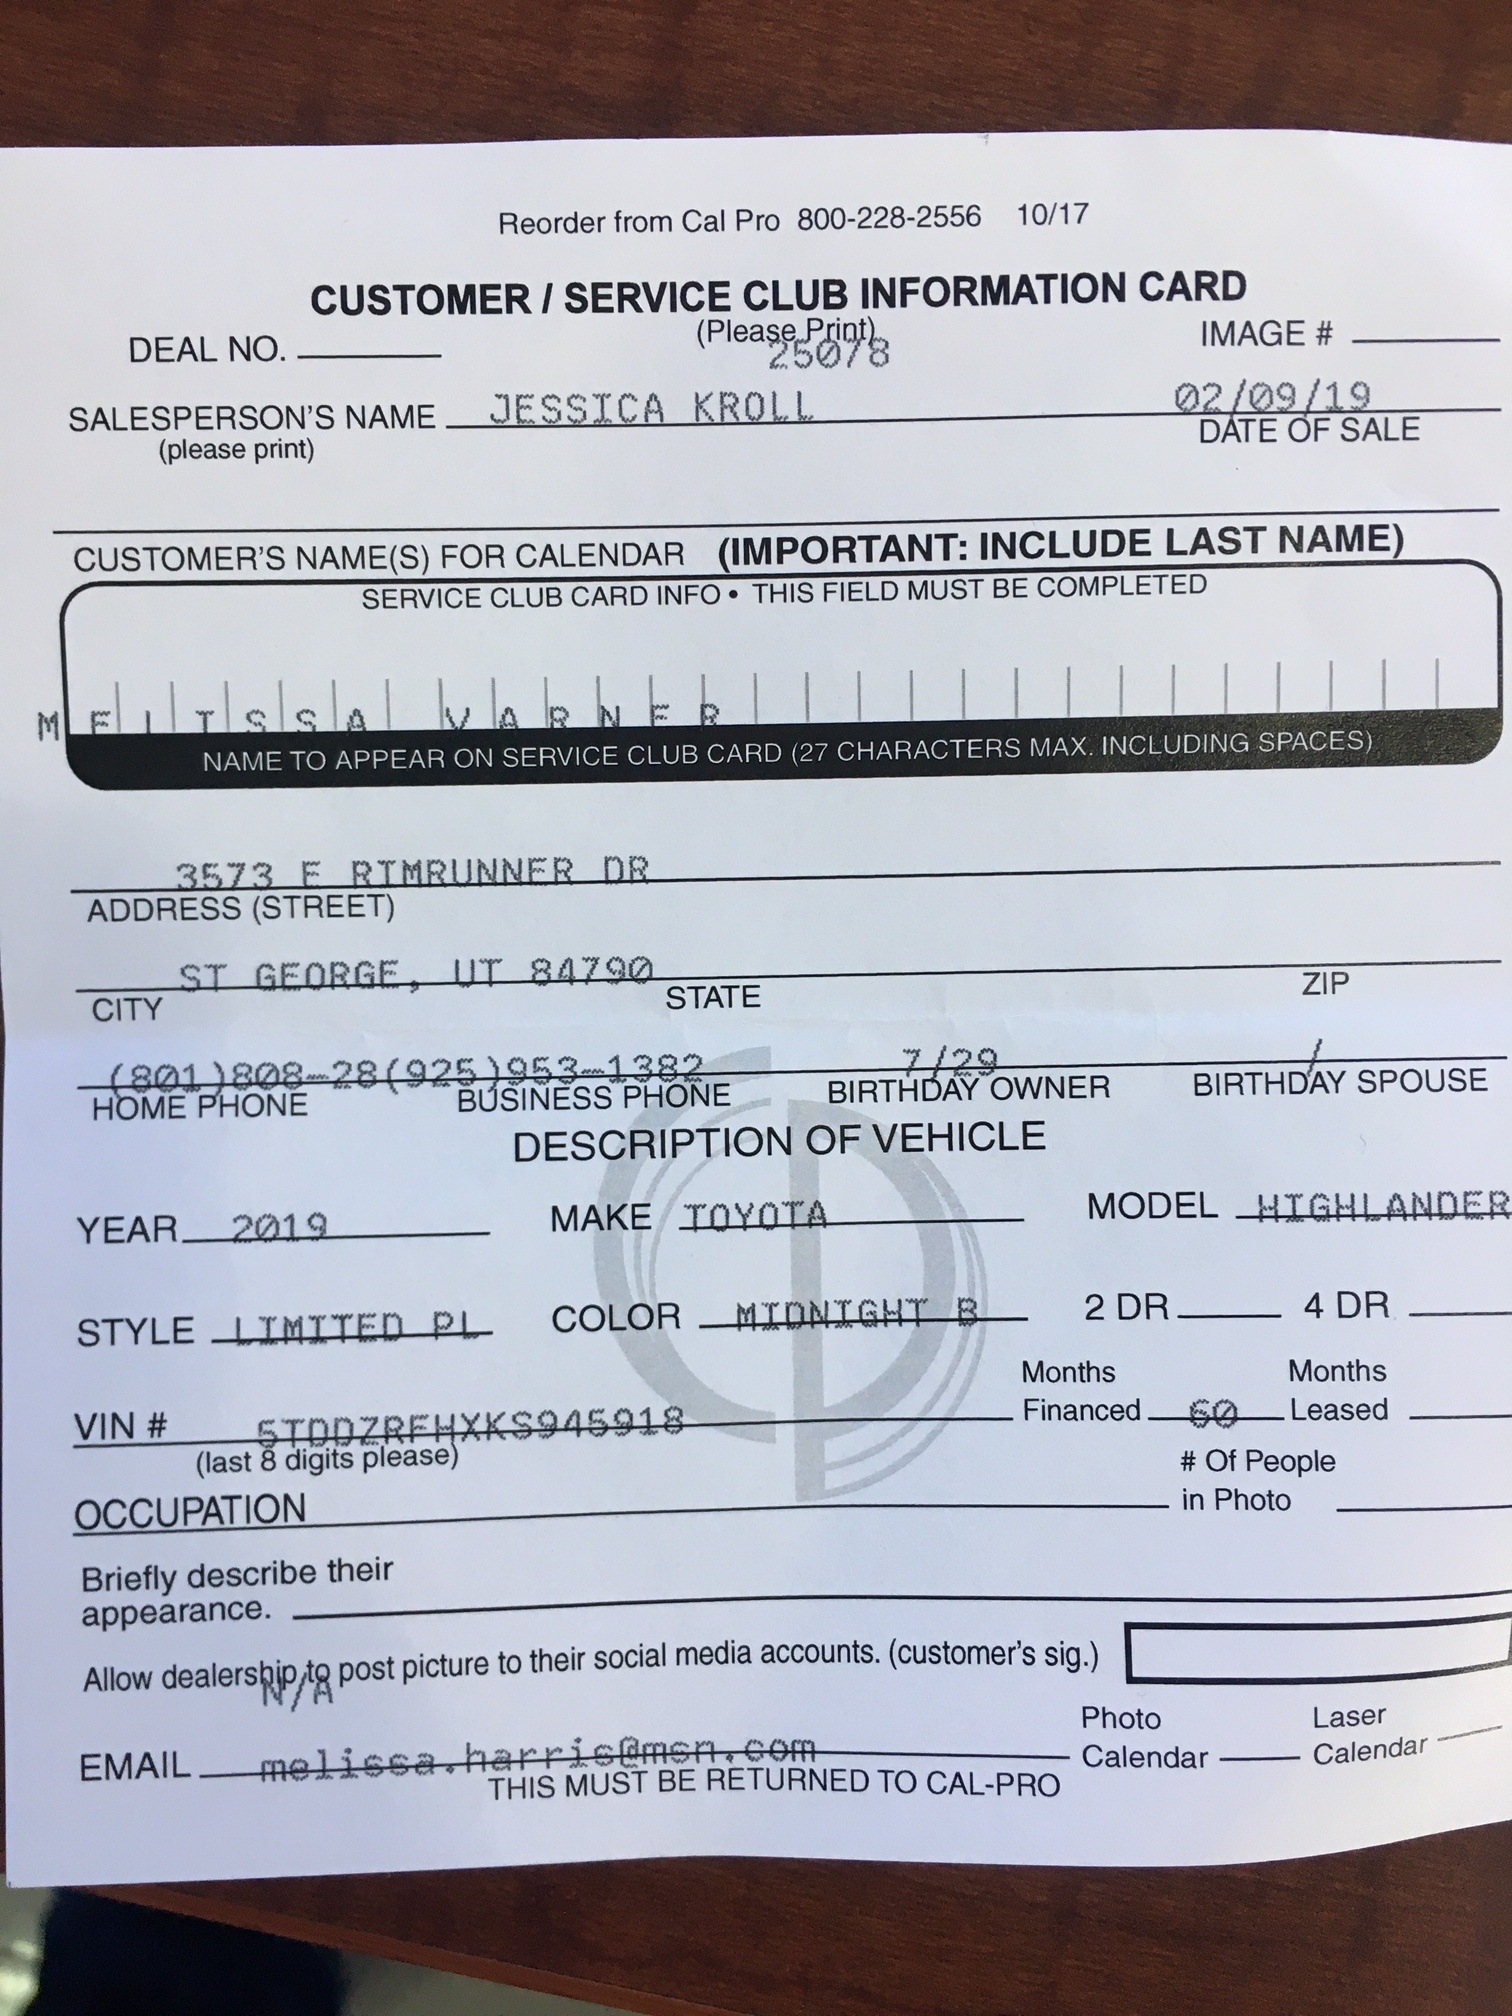 Reorder from Cal Pro 800-228-2556 10/17
CUSTOMER / SERVICE CLUB INFORMATION CARD
(Please Print)
DEAL NO. 25078 IMAGE #
SALESPERSON'S NAME JESSICA KROLL 02/09/19
(please print) DATE OF SALE
CUSTOMER'S NAME(S) FOR CALENDAR (IMPORTANT: INCLUDE LAST NAME)
SERVICE CLUB CARD INFO • THIS FIELD MUST BE COMPLETED
MELISSA VARNER
NAME TO APPEAR ON SERVICE CLUB CARD (27 CHARACTERS MAX. INCLUDING SPACES)
3573 E RIMRUNNER DR
ADDRESS (STREET)
ST GEORGE, UT 84790
CITY STATE ZIP
(801)808-28(925)953-1382 7/29 /
HOME PHONE BUSINESS PHONE BIRTHDAY OWNER BIRTHDAY SPOUSE
DESCRIPTION OF VEHICLE
YEAR 2019 MAKE TOYOTA MODEL HIGHLANDER
STYLE LIMITED PL COLOR MIDNIGHT B 2 DR 4 DR
Months Months
VIN # 5TDDZRFHXKS945918 Financed 60 Leased
(last 8 digits please) # Of People
OCCUPATION in Photo
Briefly describe their
appearance.
Allow dealership to post picture to their social media accounts. (customer's sig.)
N/A
Photo Laser
EMAIL melissa.harris@msn.com Calendar Calendar
THIS MUST BE RETURNED TO CAL-PRO